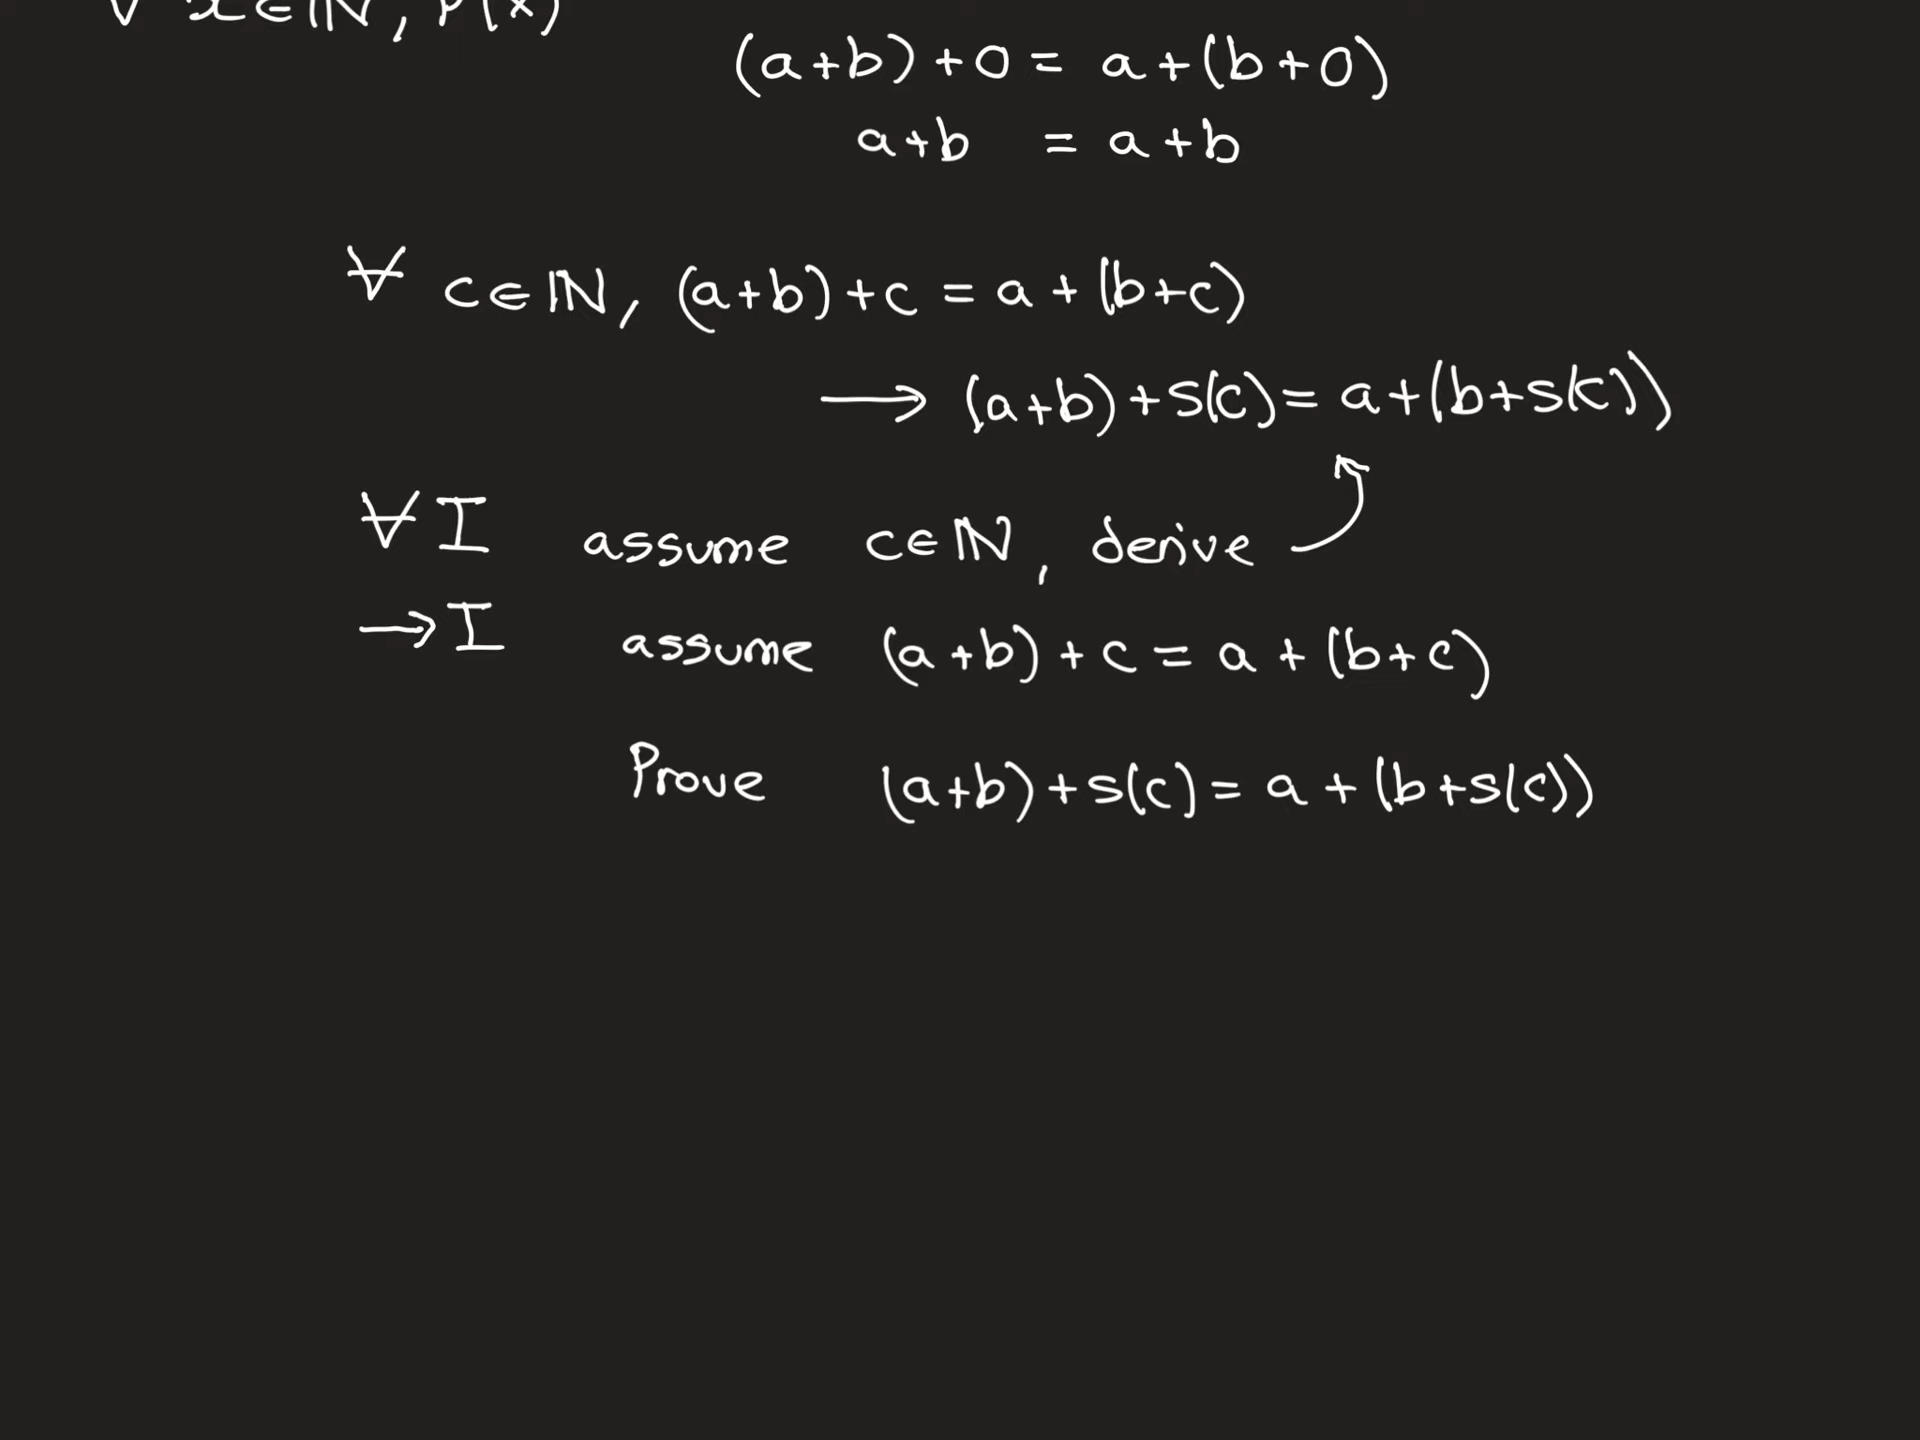 ∀ x∈ℕ, P(x)
(a+b)+0 = a+(b+0)
a+b = a+b
∀ c∈ℕ, (a+b)+c = a+(b+c)
→ (a+b)+S(c) = a+(b+S(c))
∀I assume c∈ℕ, derive
→I assume (a+b)+c = a+(b+c)
Prove (a+b)+S(c) = a+(b+S(c))